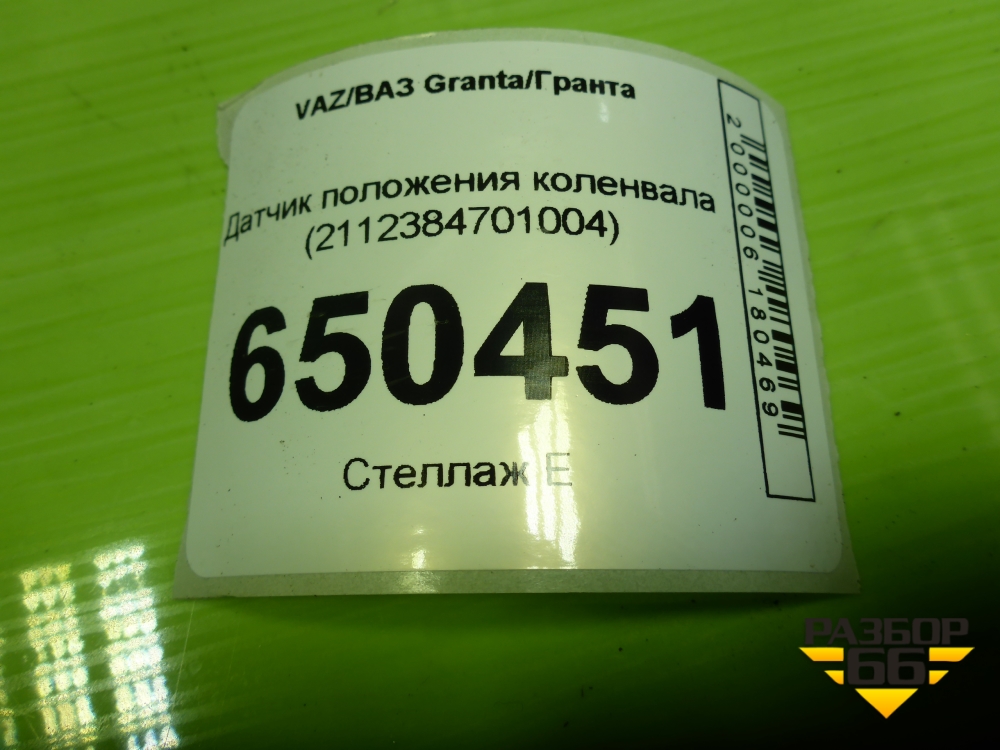 VAZ/ВАЗ Granta/Гранта
Датчик положения коленвала
(2112384701004)
650451
Стеллаж E
2000006180469
РАЗБОР
66